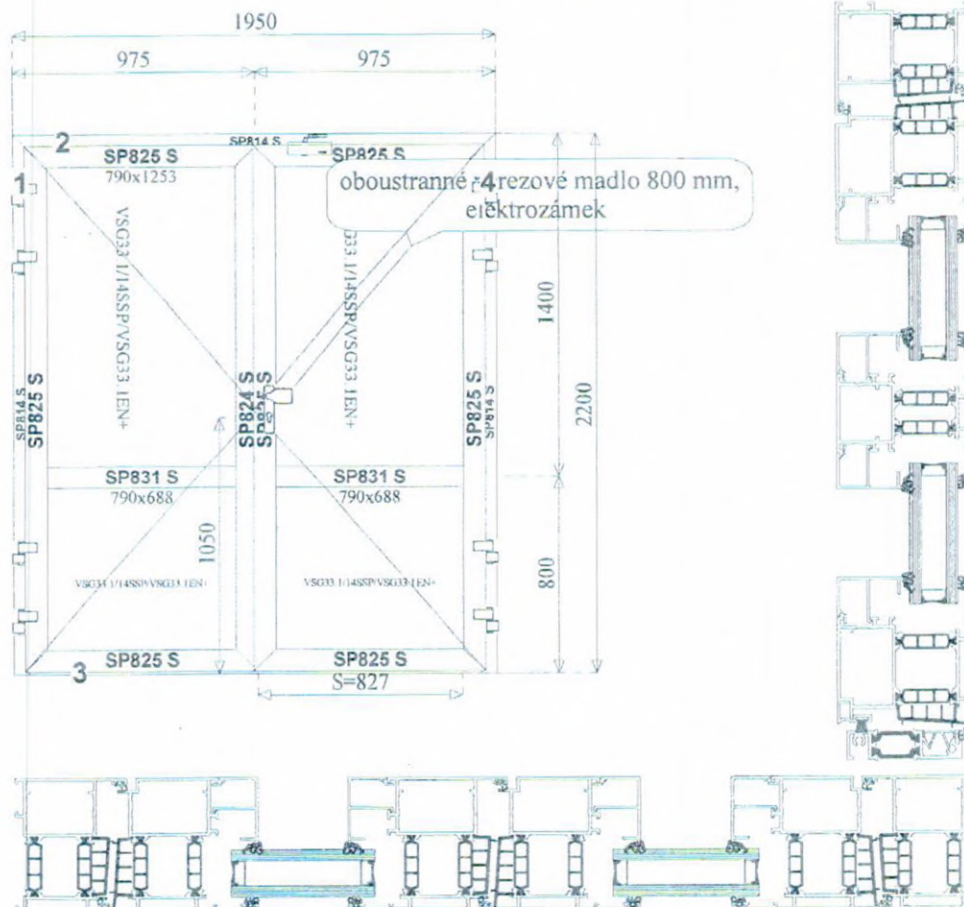 1950
975
975
2
SP814 S
SP825 S
SP825 S
790x1253
1
4
oboustranné rezové madlo 800 mm,
elektrozámek
VSG33.1/14SSP/VSG33.1EN+
G33.1/14SSP/VSG33.1EN+
1400
2200
SP814 S
SP825 S
SP824 S
SP825 S
SP825 S
SP814 S
SP831 S
SP831 S
790x688
790x688
1050
800
VSG33.1/14SSP/VSG33.1EN+
VSG33.1/14SSP/VSG33.1EN+
3
SP825 S
SP825 S
S=827